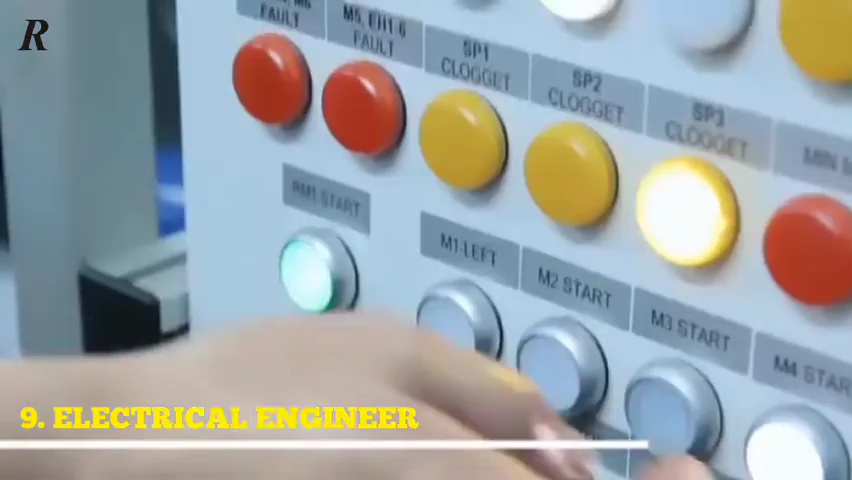 R
FAULT
M5, EH1-6
FAULT
SP1
CLOGGET
SP2
CLOGGET
SP3
CLOGGET
MIN
RM1 START
M1-LEFT
M2 START
M3 START
M4 STAR
9. ELECTRICAL ENGINEER